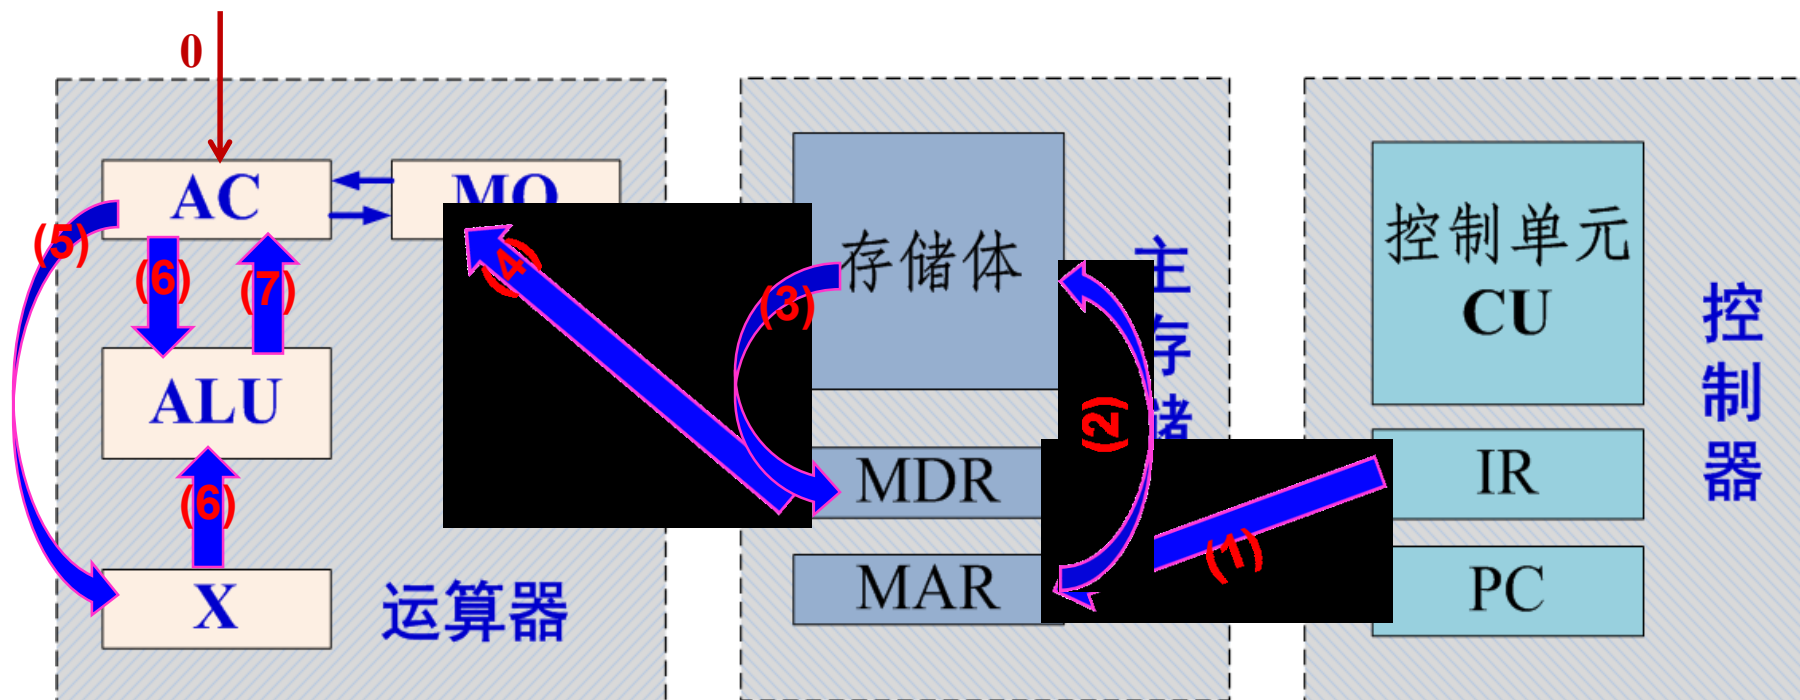 0
AC
MQ
(5)
(6)
(7)
(4)
ALU
(6)
X
运算器
存储体
(3)
MDR
MAR
(2)
主存储
(1)
控制单元
CU
IR
PC
控制器